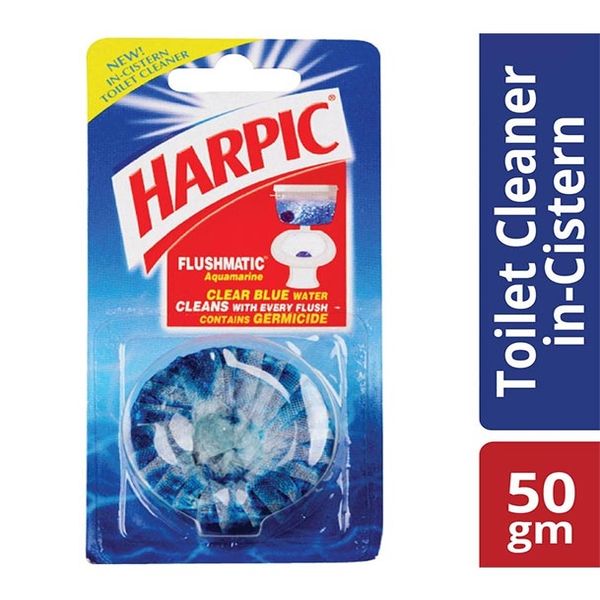 NEW!
IN-CISTERN
TOILET CLEANER
HARPIC®
FLUSHMATIC®
Aquamarine
CLEAR BLUE WATER
CLEANS WITH EVERY FLUSH
CONTAINS GERMICIDE
Toilet Cleaner
in-Cistern
50
gm